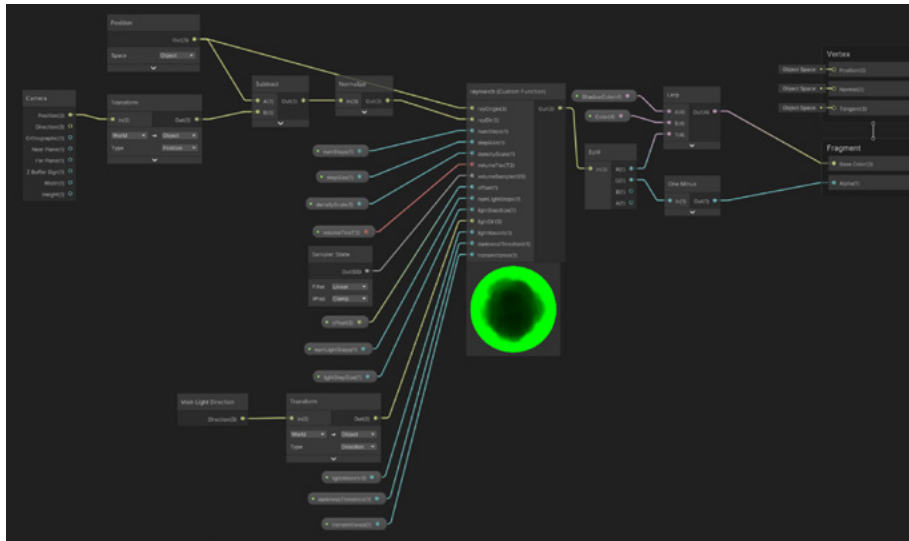 Position
Out(3)
Space
Object
Camera
Position(3)
Direction(3)
Orthographic(1)
Near Plane(1)
Far Plane(1)
Z Buffer Sign(1)
Width(1)
Height(1)
Transform
In(3)
Out(3)
World
Object
Type
Position
Subtract
A(3)
B(3)
Out(3)
Normalize
In(3)
Out(3)
numSteps(1)
stepSize(1)
densityScale(1)
volumeTex(T3)
Sampler State
Out(SS)
Filter
Linear
Wrap
Clamp
offset(3)
numLightSteps(1)
lightStepSize(1)
Main Light Direction
Direction(3)
Transform
In(3)
Out(3)
World
Object
Type
Direction
lightAbsorb(1)
darknessThreshold(1)
transmittance(1)
raymarch (Custom Function)
rayOrigin(3)
rayDir(3)
numSteps(1)
stepSize(1)
densityScale(1)
volumeTex(T3)
volumeSampler(SS)
offset(3)
numLightSteps(1)
lightStepSize(1)
lightDir(3)
lightAbsorb(1)
darknessThreshold(1)
transmittance(1)
Out(3)
ShadowColor(4)
Color(4)
Lerp
A(4)
B(4)
T(4)
Out(4)
Split
In(3)
R(1)
G(1)
B(1)
A(1)
One Minus
In(1)
Out(1)
Vertex
Object Space
Position(3)
Object Space
Normal(3)
Object Space
Tangent(3)
Fragment
Base Color(3)
Alpha(1)